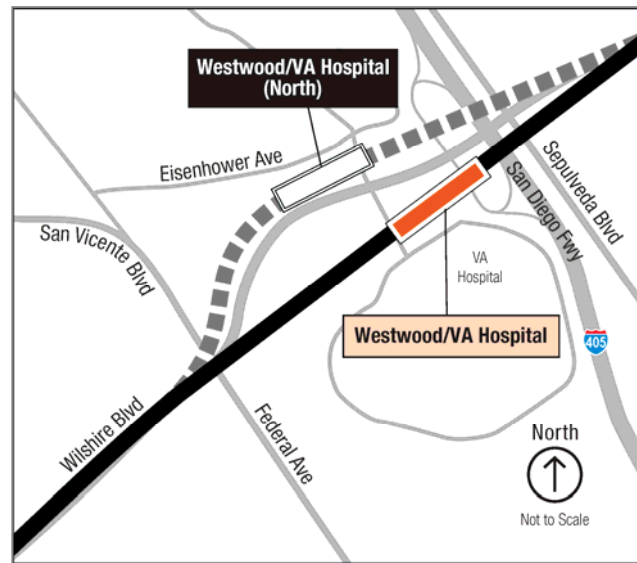 Westwood/VA Hospital
(North)
Eisenhower Ave
San Vicente Blvd
Sepulveda Blvd
San Diego Fwy
VA
Hospital
Westwood/VA Hospital
405
Wilshire Blvd
Federal Ave
North
Not to Scale